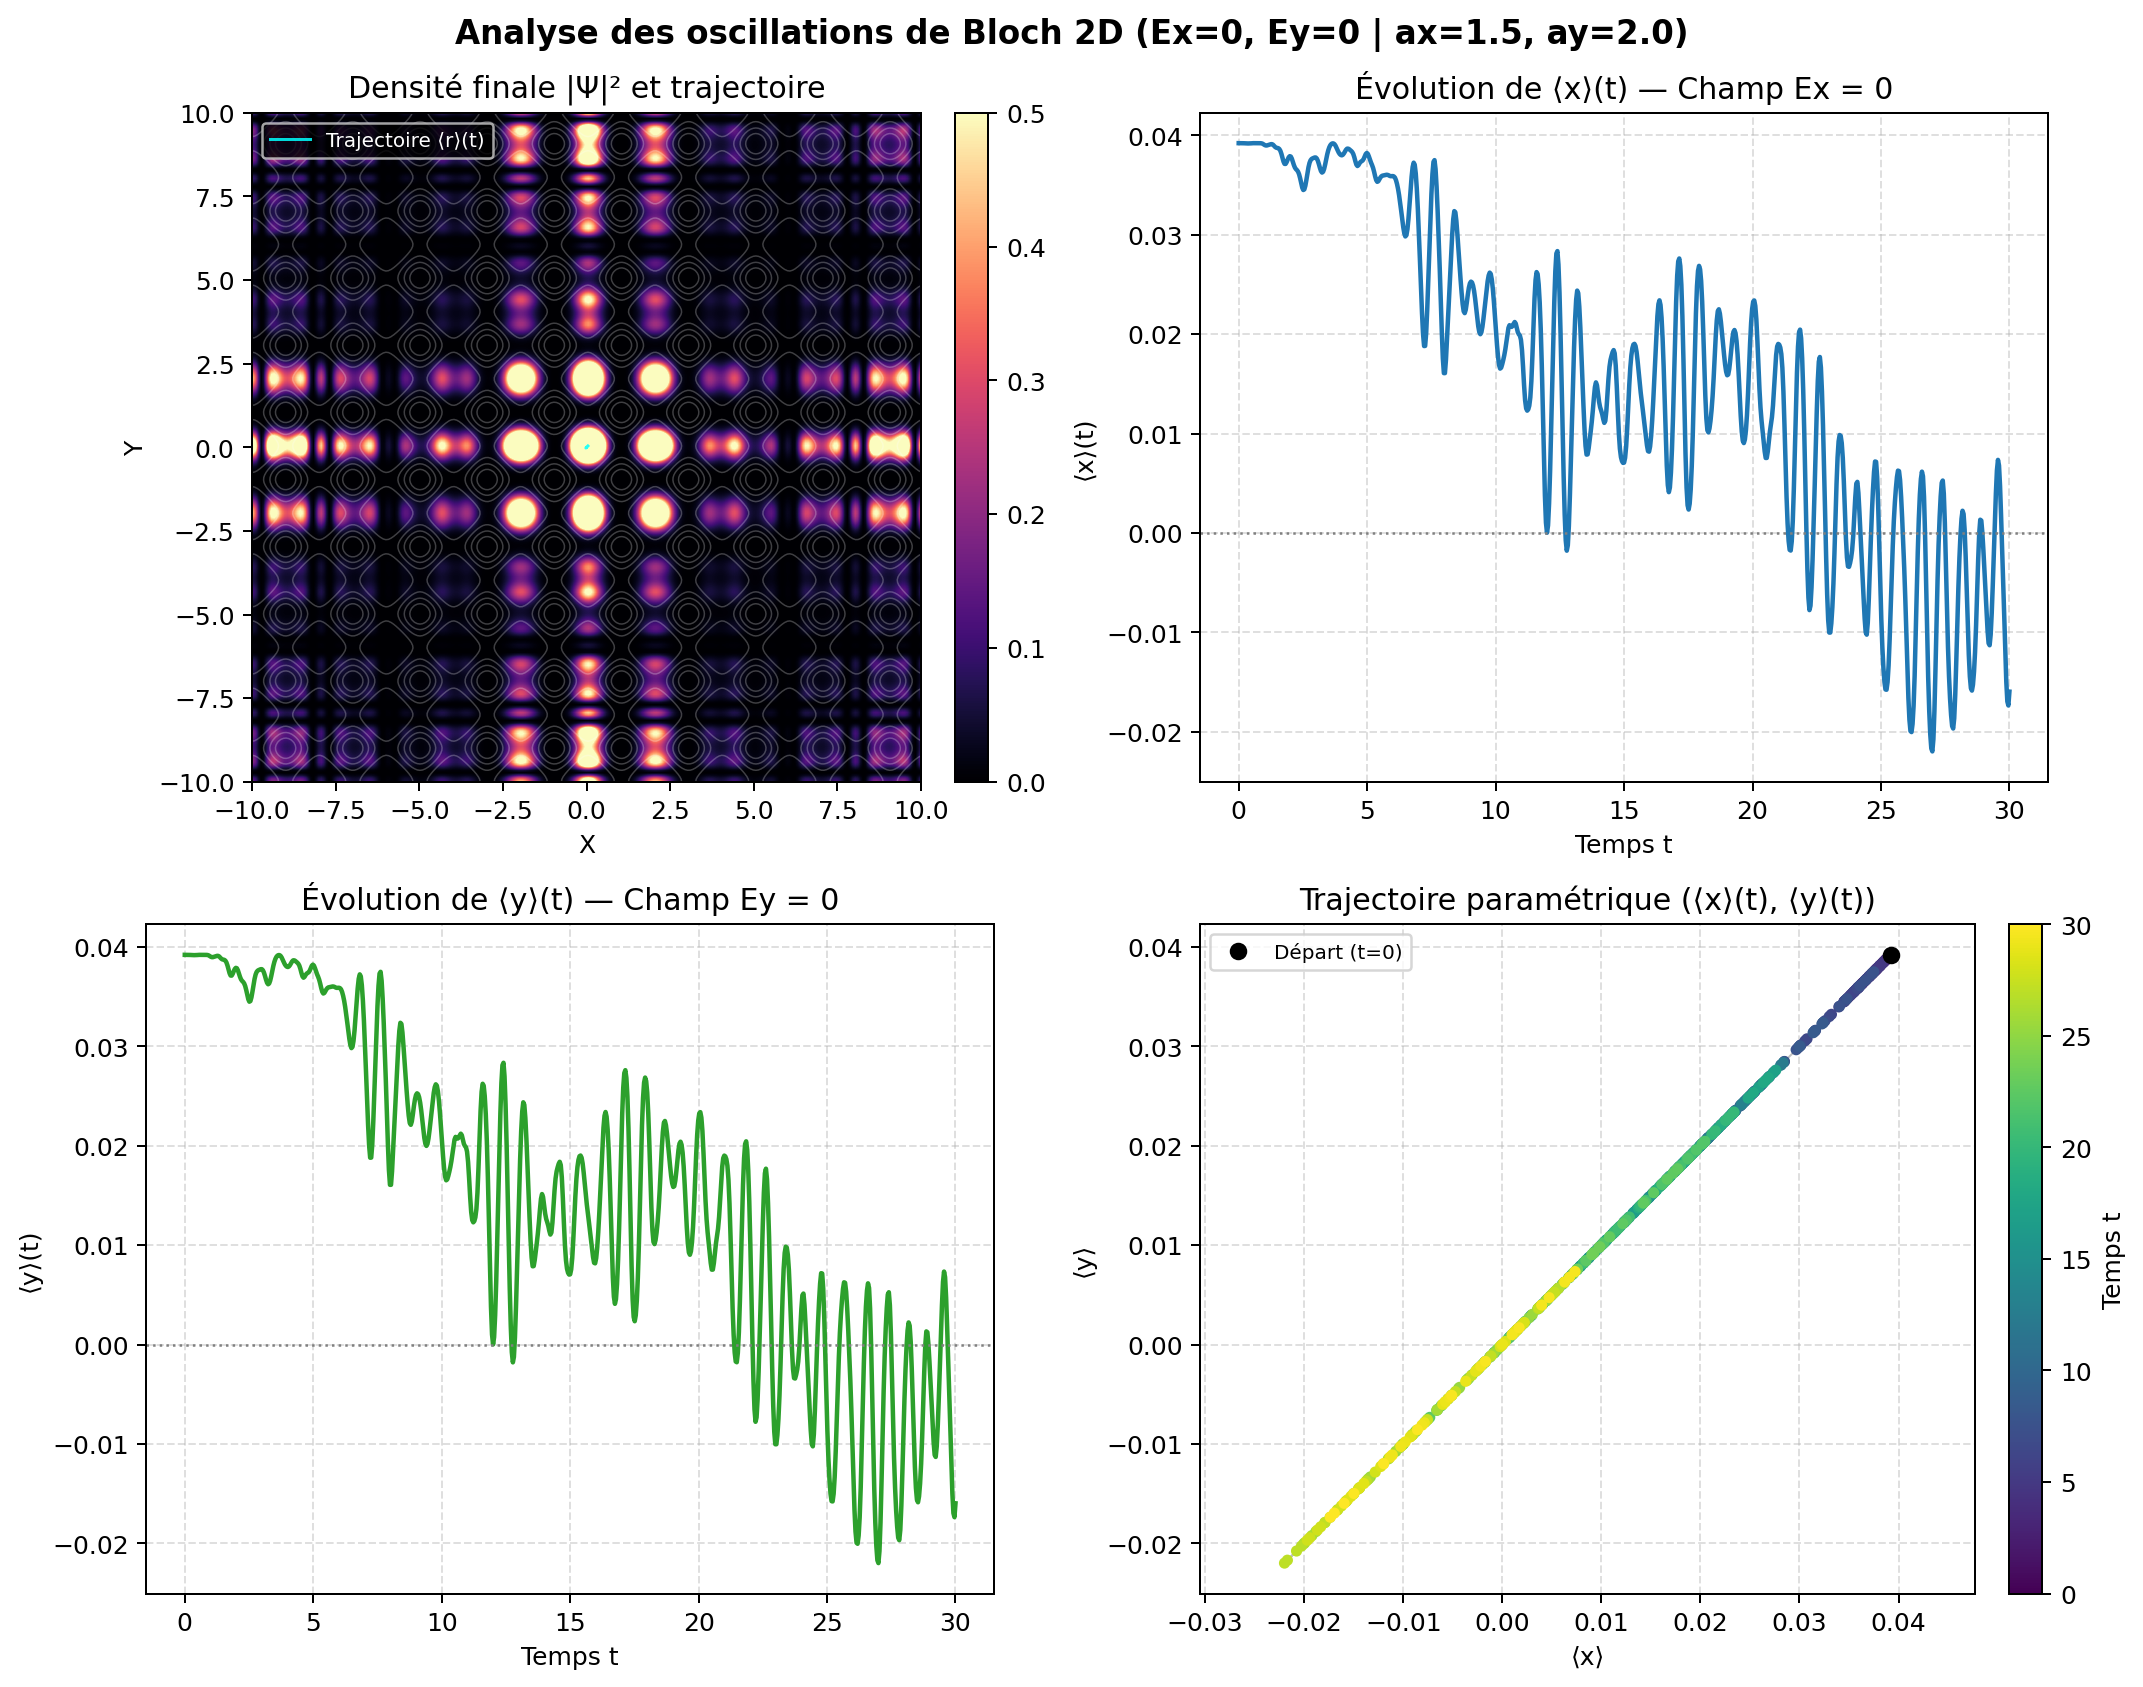 Analyse des oscillations de Bloch 2D (Ex=0, Ey=0 | ax=1.5, ay=2.0)
Densité finale |Ψ|² et trajectoire
Trajectoire ⟨r⟩(t)
10.0
7.5
5.0
2.5
0.0
−2.5
−5.0
−7.5
−10.0
Y
−10.0 −7.5 −5.0 −2.5 0.0 2.5 5.0 7.5 10.0
X
0.5
0.4
0.3
0.2
0.1
0.0
Évolution de ⟨x⟩(t) — Champ Ex = 0
0.04
0.03
0.02
0.01
0.00
−0.01
−0.02
⟨x⟩(t)
0 5 10 15 20 25 30
Temps t
Évolution de ⟨y⟩(t) — Champ Ey = 0
0.04
0.03
0.02
0.01
0.00
−0.01
−0.02
⟨y⟩(t)
0 5 10 15 20 25 30
Temps t
Trajectoire paramétrique (⟨x⟩(t), ⟨y⟩(t))
Départ (t=0)
0.04
0.03
0.02
0.01
0.00
−0.01
−0.02
⟨y⟩
−0.03 −0.02 −0.01 0.00 0.01 0.02 0.03 0.04
⟨x⟩
30
25
20
15
10
5
0
Temps t